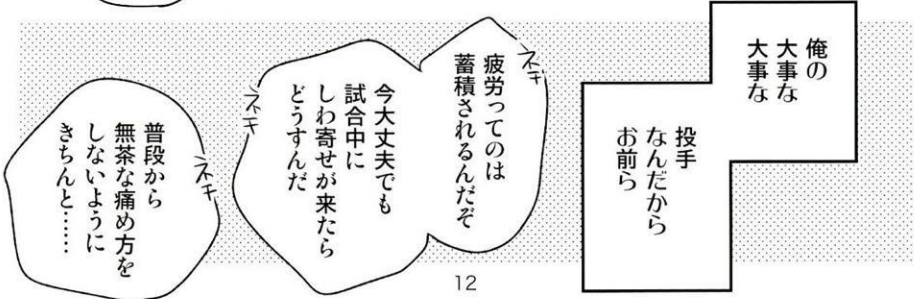 俺の
大事な
大事な
投手
なんだから
お前ら
ネチ
疲労ってのは
蓄積されるんだぞ
今大丈夫でも
試合中に
しわ寄せが来たら
どうすんだ
ネチ
ネチ
普段から
無茶な痛め方を
しないように
きちんと……
12